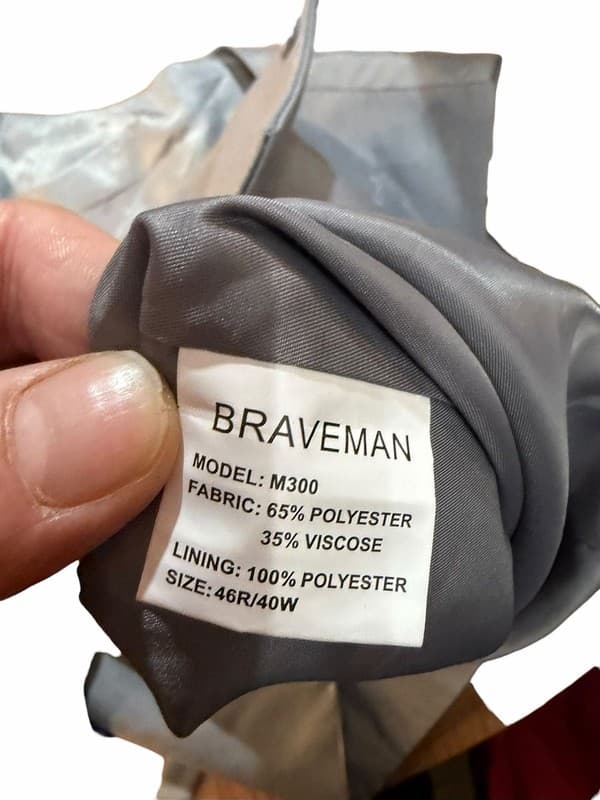 BRAVEMAN
MODEL: M300
FABRIC: 65% POLYESTER
35% VISCOSE
LINING: 100% POLYESTER
SIZE: 46R/40W